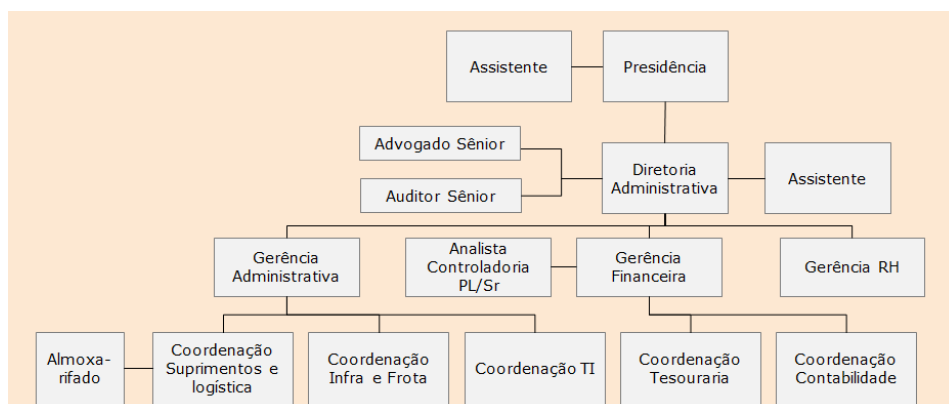 Assistente
Presidência
Advogado Sênior
Auditor Sênior
Diretoria
Administrativa
Assistente
Gerência
Administrativa
Analista
Controladoria
PL/Sr
Gerência
Financeira
Gerência RH
Almoxa-
rifado
Coordenação
Suprimentos e
logística
Coordenação
Infra e Frota
Coordenação TI
Coordenação
Tesouraria
Coordenação
Contabilidade